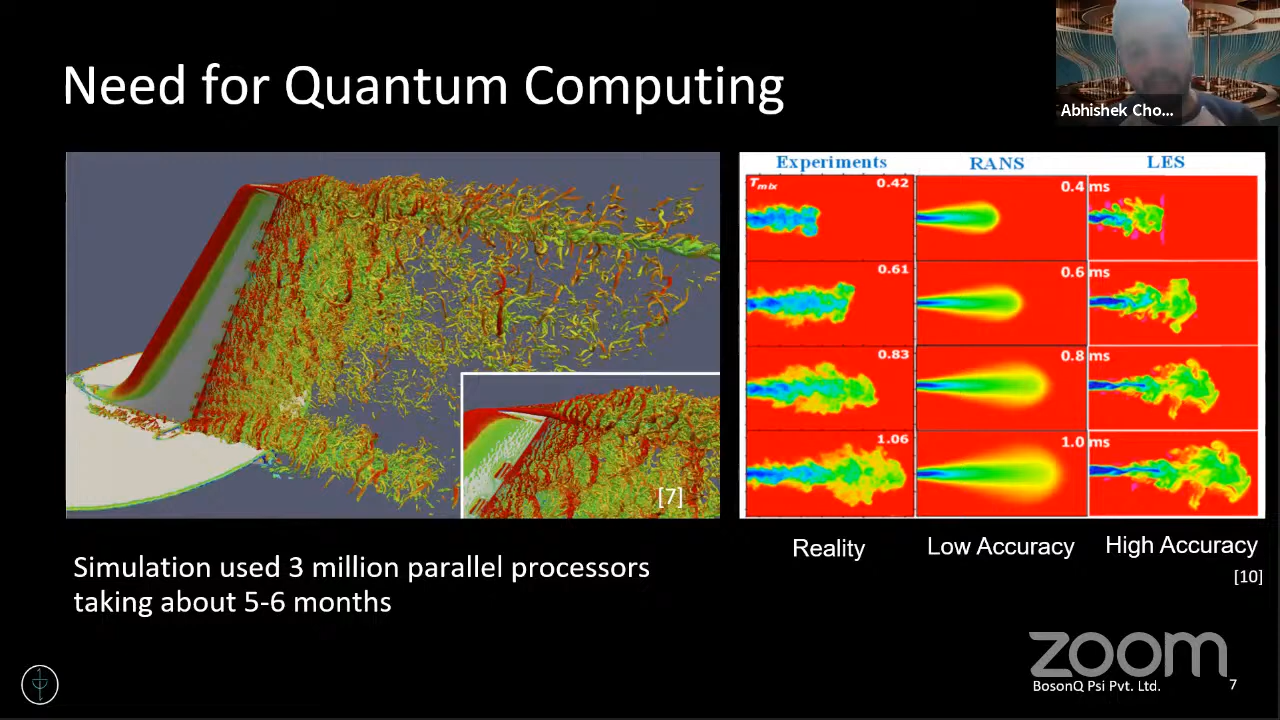 Need for Quantum Computing
Abhishek Cho...
Experiments RANS LES
Tmix 0.42 0.4 ms
0.61 0.6 ms
0.83 0.8 ms
1.06 1.0 ms
[7]
Reality Low Accuracy High Accuracy
[10]
Simulation used 3 million parallel processors
taking about 5-6 months
zoom
BosonQ Psi Pvt. Ltd. 7